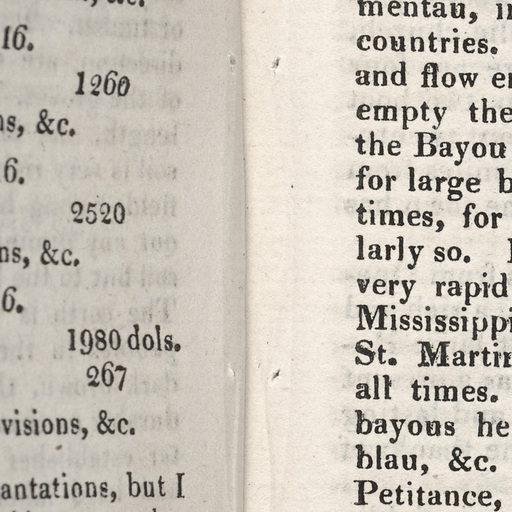 16.
1260
ns, &c.
16.
2520
ns, &c.
6.
1980 dols.
267
visions, &c.
antations, but I
mentau, in
countries.
and flow
empty the
the Bayou
for large b
times, for
larly so.
very rapid
Mississippi
St. Martin
all times.
bayous he
blau, &c.
Petitance,